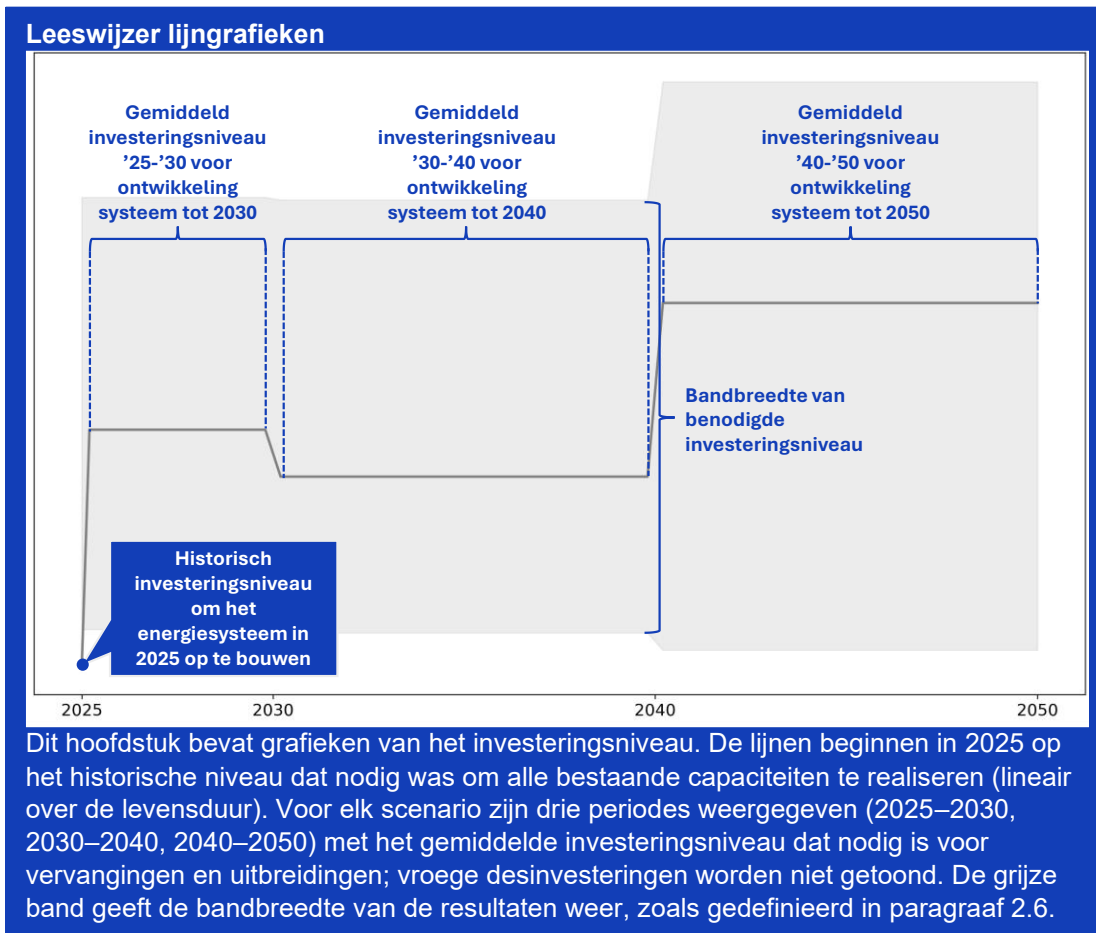 Leeswijzer lijngrafieken
Gemiddeld
investeringsniveau
’25-’30 voor
ontwikkeling
systeem tot 2030
Gemiddeld
investeringsniveau
’30-’40 voor
ontwikkeling
systeem tot 2040
Gemiddeld
investeringsniveau
’40-’50 voor
ontwikkeling
systeem tot 2050
Bandbreedte van
benodigde
investeringsniveau
Historisch
investeringsniveau
om het
energiesysteem in
2025 op te bouwen
2025
2030
2040
2050
Dit hoofdstuk bevat grafieken van het investeringsniveau. De lijnen beginnen in 2025 op
het historische niveau dat nodig was om alle bestaande capaciteiten te realiseren (lineair
over de levensduur). Voor elk scenario zijn drie periodes weergegeven (2025–2030,
2030–2040, 2040–2050) met het gemiddelde investeringsniveau dat nodig is voor
vervangingen en uitbreidingen; vroege desinvesteringen worden niet getoond. De grijze
band geeft de bandbreedte van de resultaten weer, zoals gedefinieerd in paragraaf 2.6.